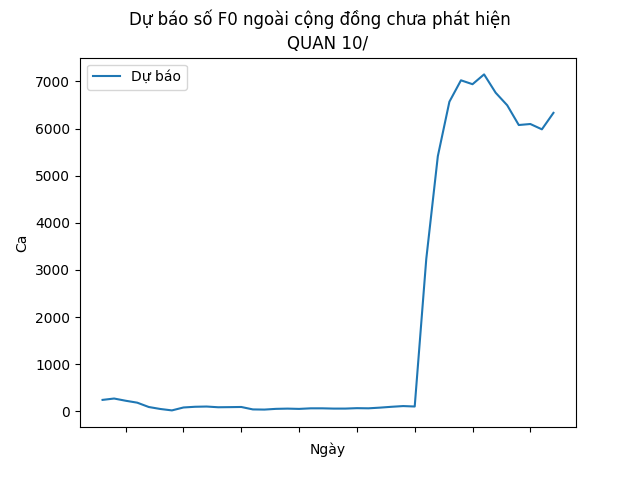 Dự báo số F0 ngoài cộng đồng chưa phát hiện
QUAN 10/
Dự báo
7000
6000
5000
4000
3000
2000
1000
0
Ca
Ngày